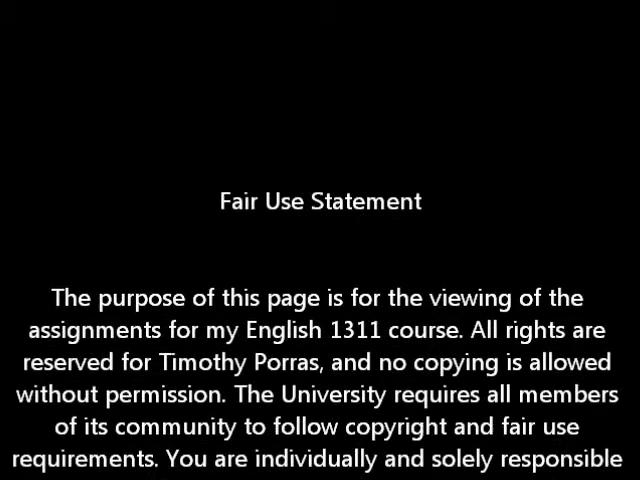 Fair Use Statement
The purpose of this page is for the viewing of the
assignments for my English 1311 course. All rights are
reserved for Timothy Porras, and no copying is allowed
without permission. The University requires all members
of its community to follow copyright and fair use
requirements. You are individually and solely responsible